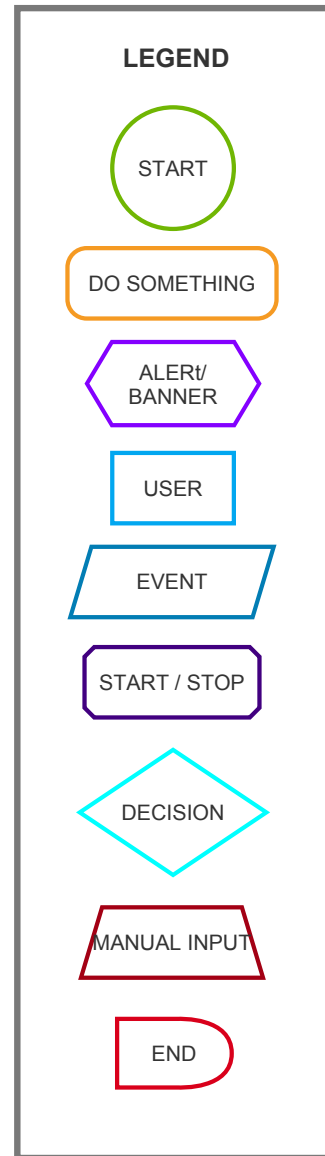 LEGEND
START
DO SOMETHING
ALERt/
BANNER
USER
EVENT
START / STOP
DECISION
MANUAL INPUT
END